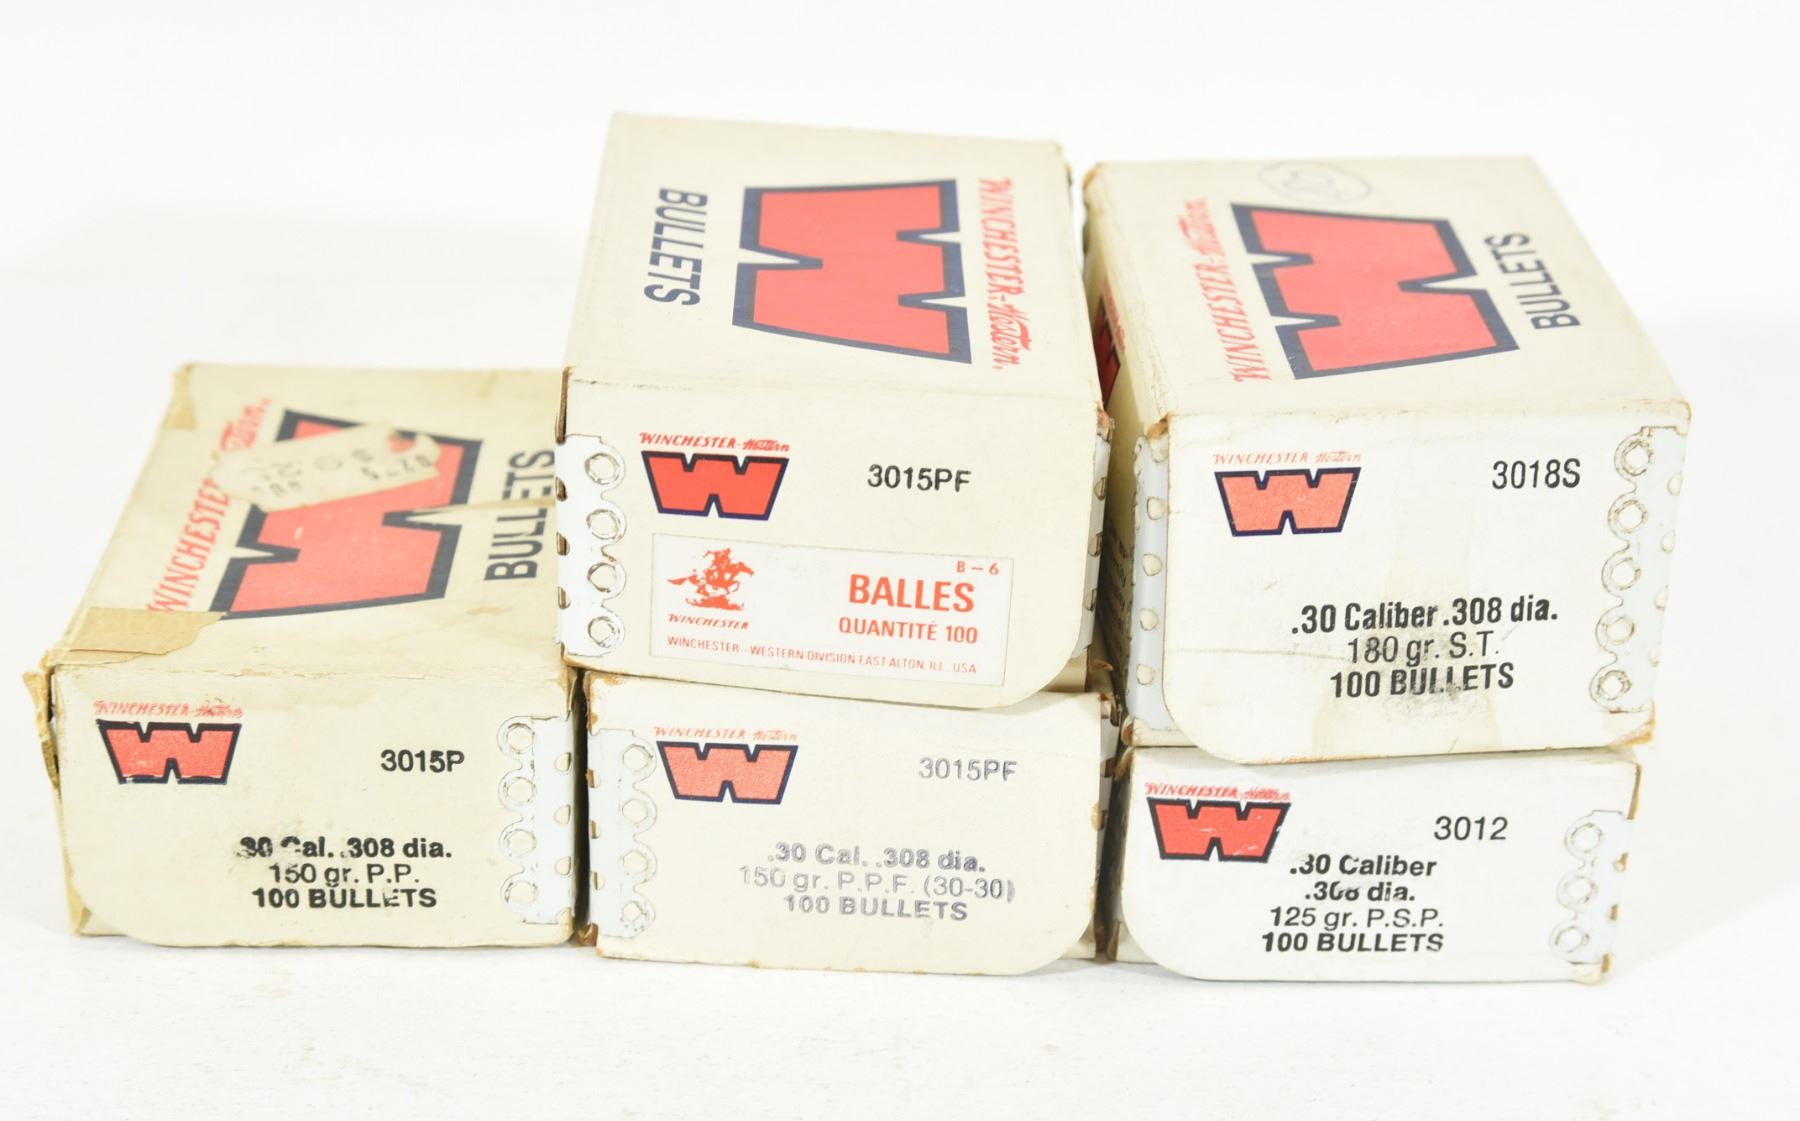 WINCHESTER-Western
BULLETS
WINCHESTER-Western
3015PF
B-6
BALLES
QUANTITÉ 100
WINCHESTER
WINCHESTER-WESTERN DIVISION EAST ALTON, ILL. USA
WINCHESTER-Western
BULLETS
WINCHESTER-Western
3018S
.30 Caliber .308 dia.
180 gr. S.T.
100 BULLETS
WINCHESTER Western
BULLETS
WINCHESTER-Western
3015P
.30 Cal. .308 dia.
150 gr. P.P.
100 BULLETS
WINCHESTER-Western
3015PF
.30 Cal. .308 dia.
150 gr. P.P.F. (30-30)
100 BULLETS
WINCHESTER-Western
3012
.30 Caliber
.308 dia.
125 gr. P.S.P.
100 BULLETS